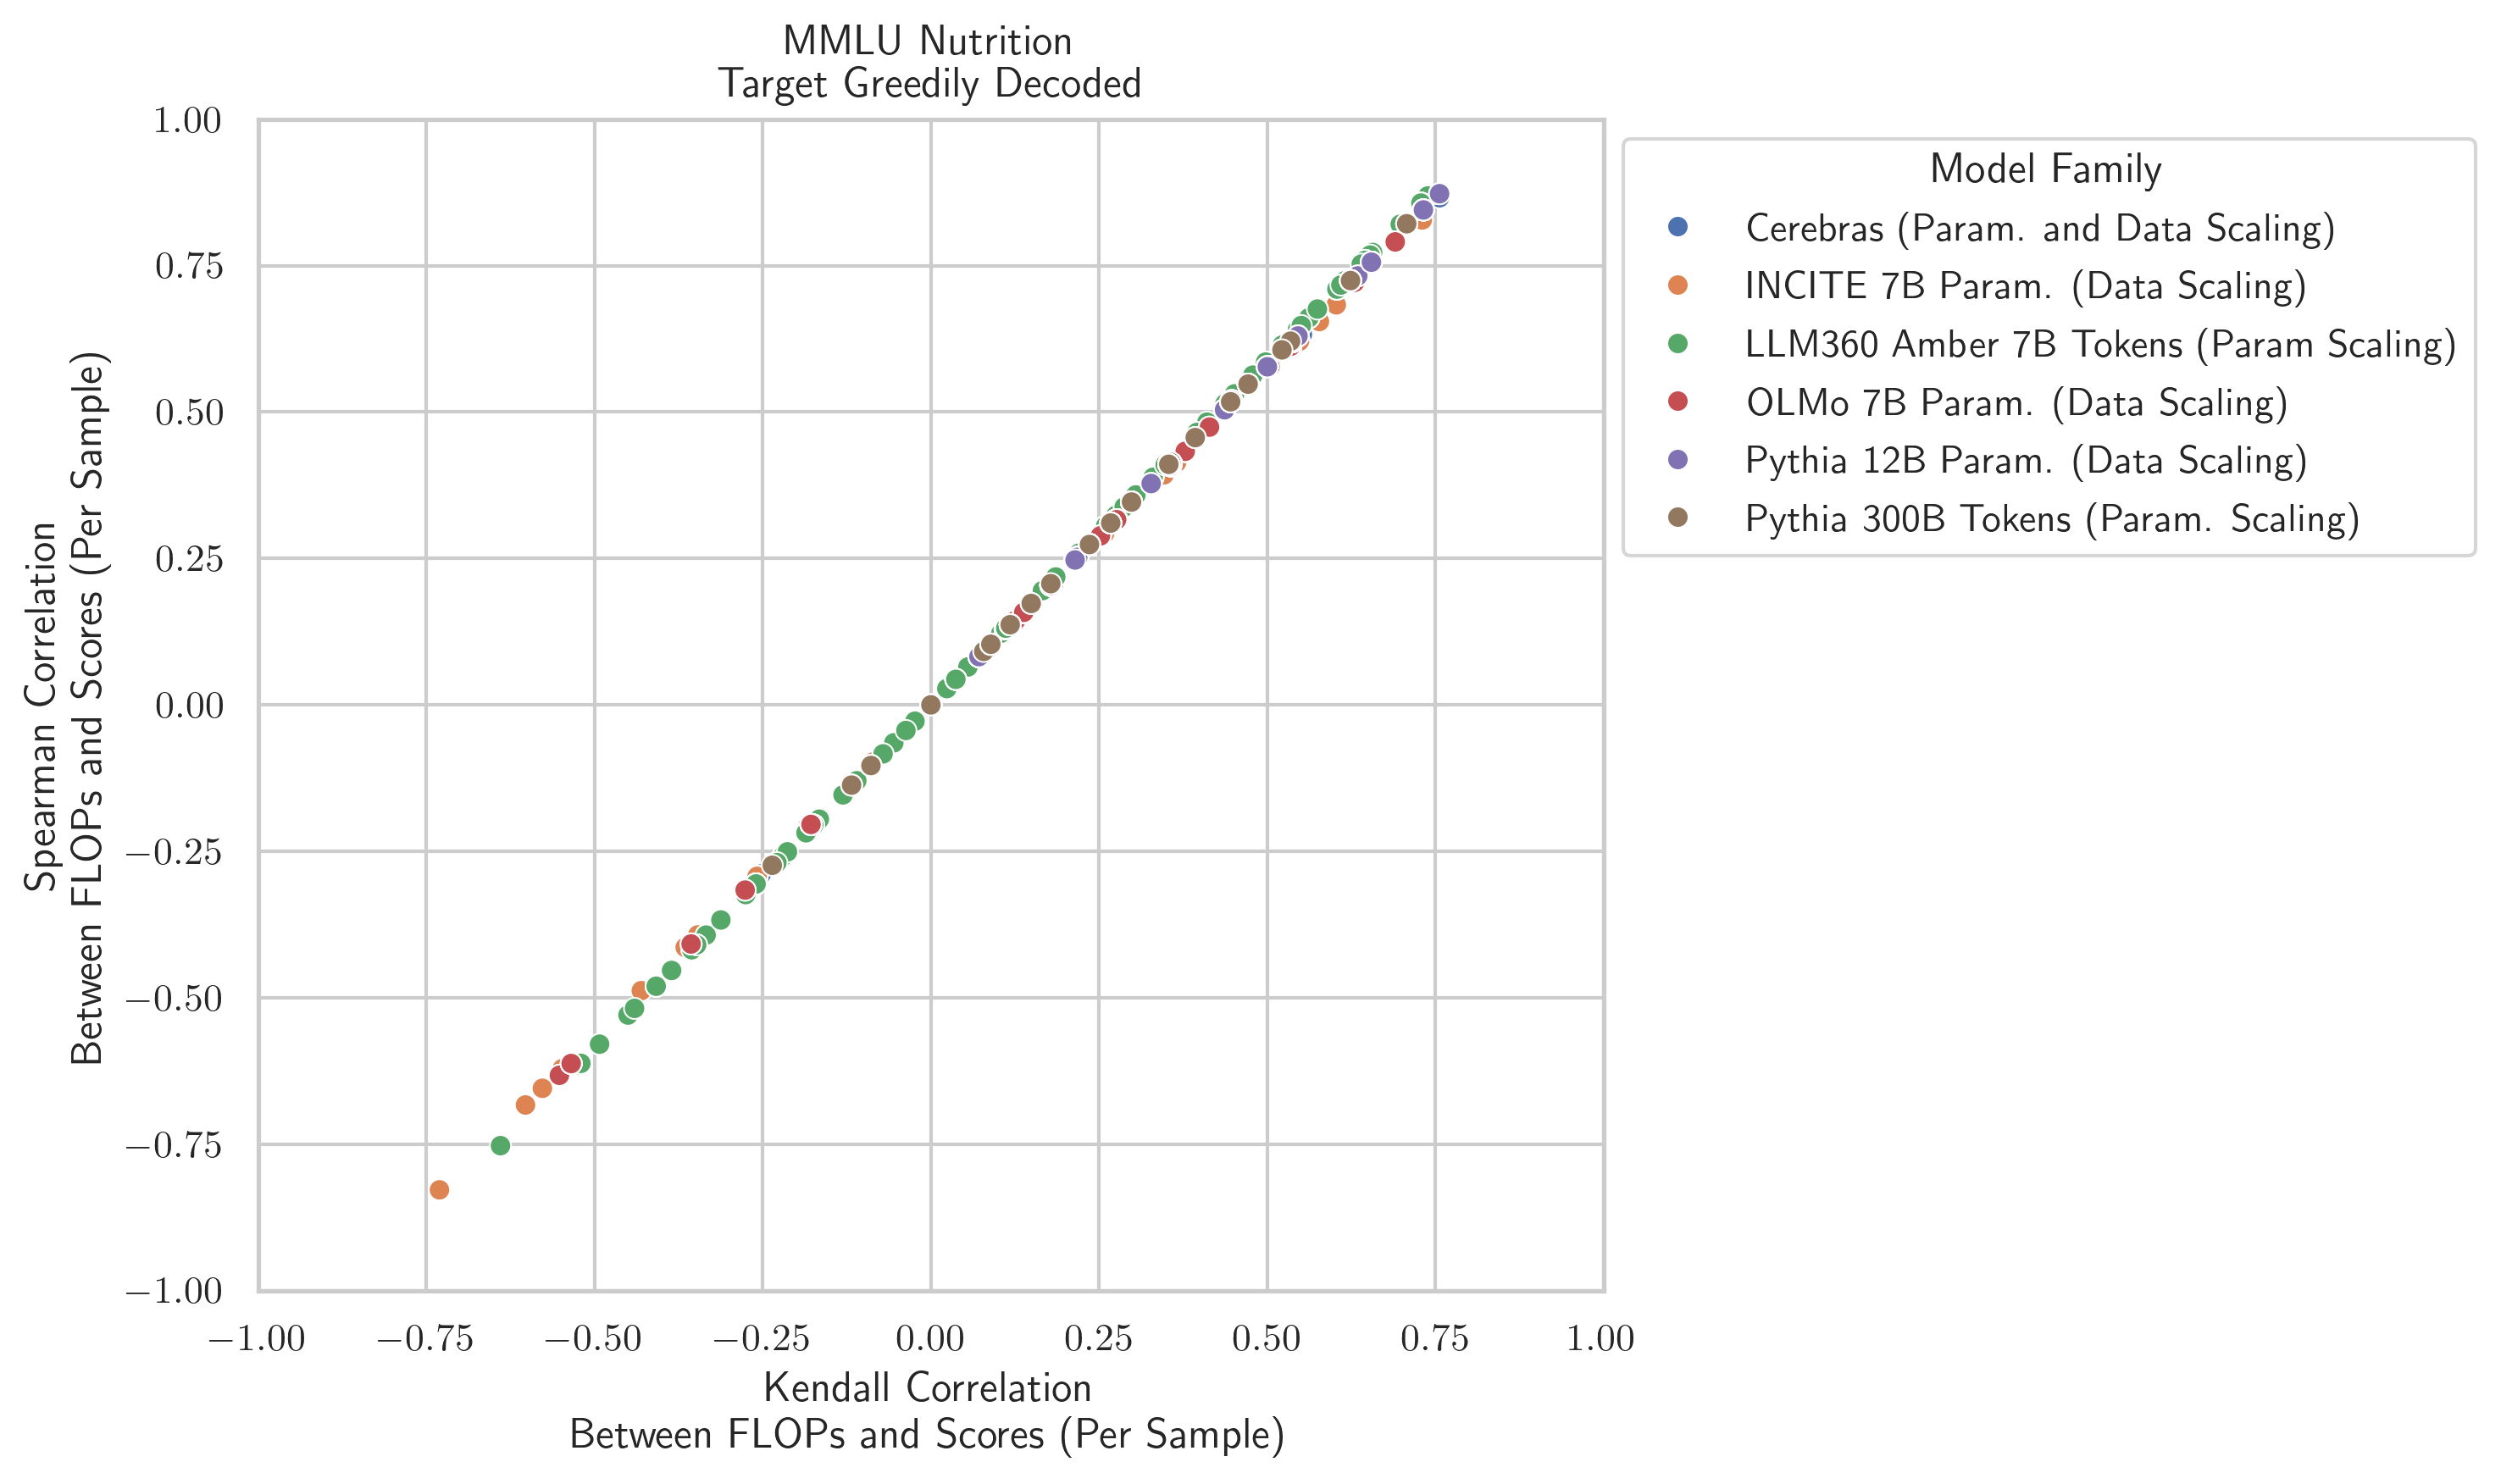 MMLU Nutrition
Target Greedily Decoded
Spearman Correlation
Between FLOPs and Scores (Per Sample)
1.00
0.75
0.50
0.25
0.00
−0.25
−0.50
−0.75
−1.00
−1.00 −0.75 −0.50 −0.25 0.00 0.25 0.50 0.75 1.00
Kendall Correlation
Between FLOPs and Scores (Per Sample)
Model Family
Cerebras (Param. and Data Scaling)
INCITE 7B Param. (Data Scaling)
LLM360 Amber 7B Tokens (Param Scaling)
OLMo 7B Param. (Data Scaling)
Pythia 12B Param. (Data Scaling)
Pythia 300B Tokens (Param. Scaling)